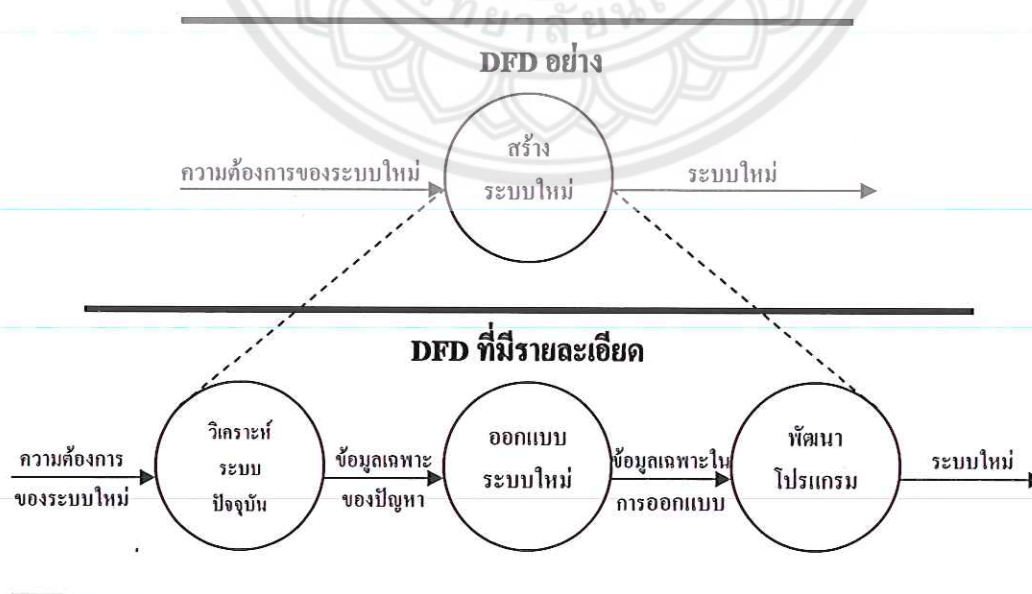 DFD อย่าง
ความต้องการของระบบใหม่
สร้าง
ระบบใหม่
ระบบใหม่
DFD ที่มีรายละเอียด
ความต้องการ
ของระบบใหม่
วิเคราะห์
ระบบ
ปัจจุบัน
ข้อมูลเฉพาะ
ของปัญหา
ออกแบบ
ระบบใหม่
ข้อมูลเฉพาะใน
การออกแบบ
พัฒนา
โปรแกรม
ระบบใหม่